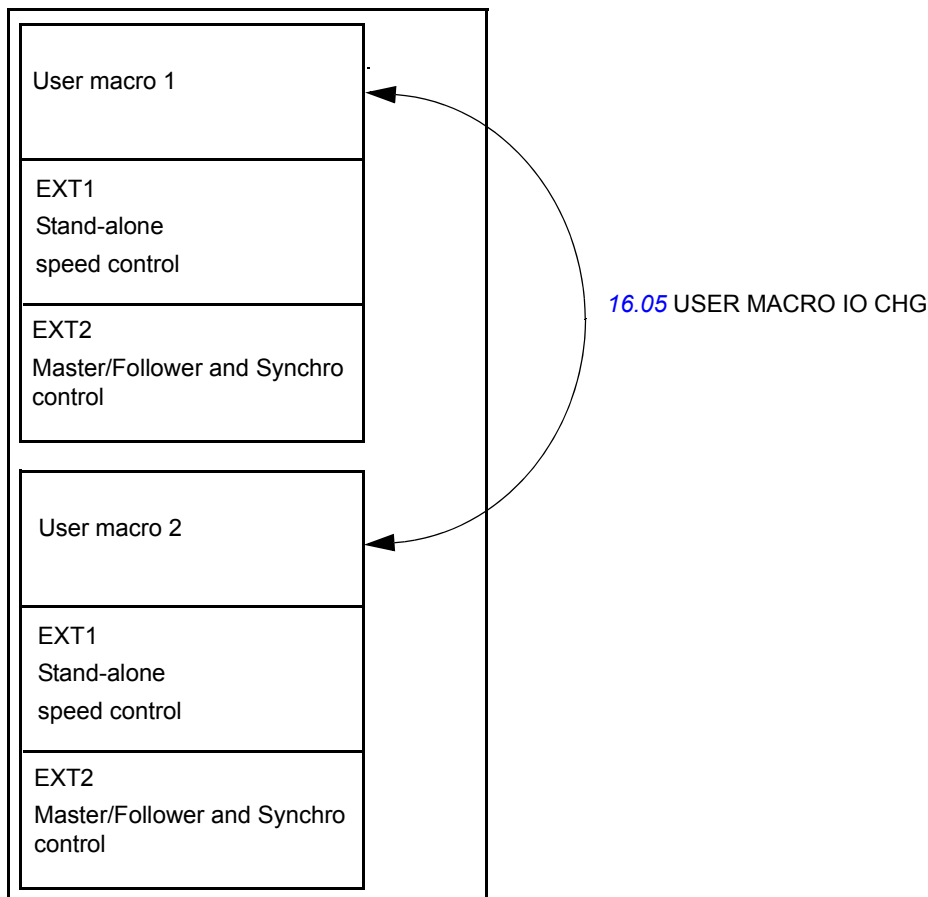 User macro 1
EXT1
Stand-alone
speed control
EXT2
Master/Follower and Synchro
control
16.05 USER MACRO IO CHG
User macro 2
EXT1
Stand-alone
speed control
EXT2
Master/Follower and Synchro
control